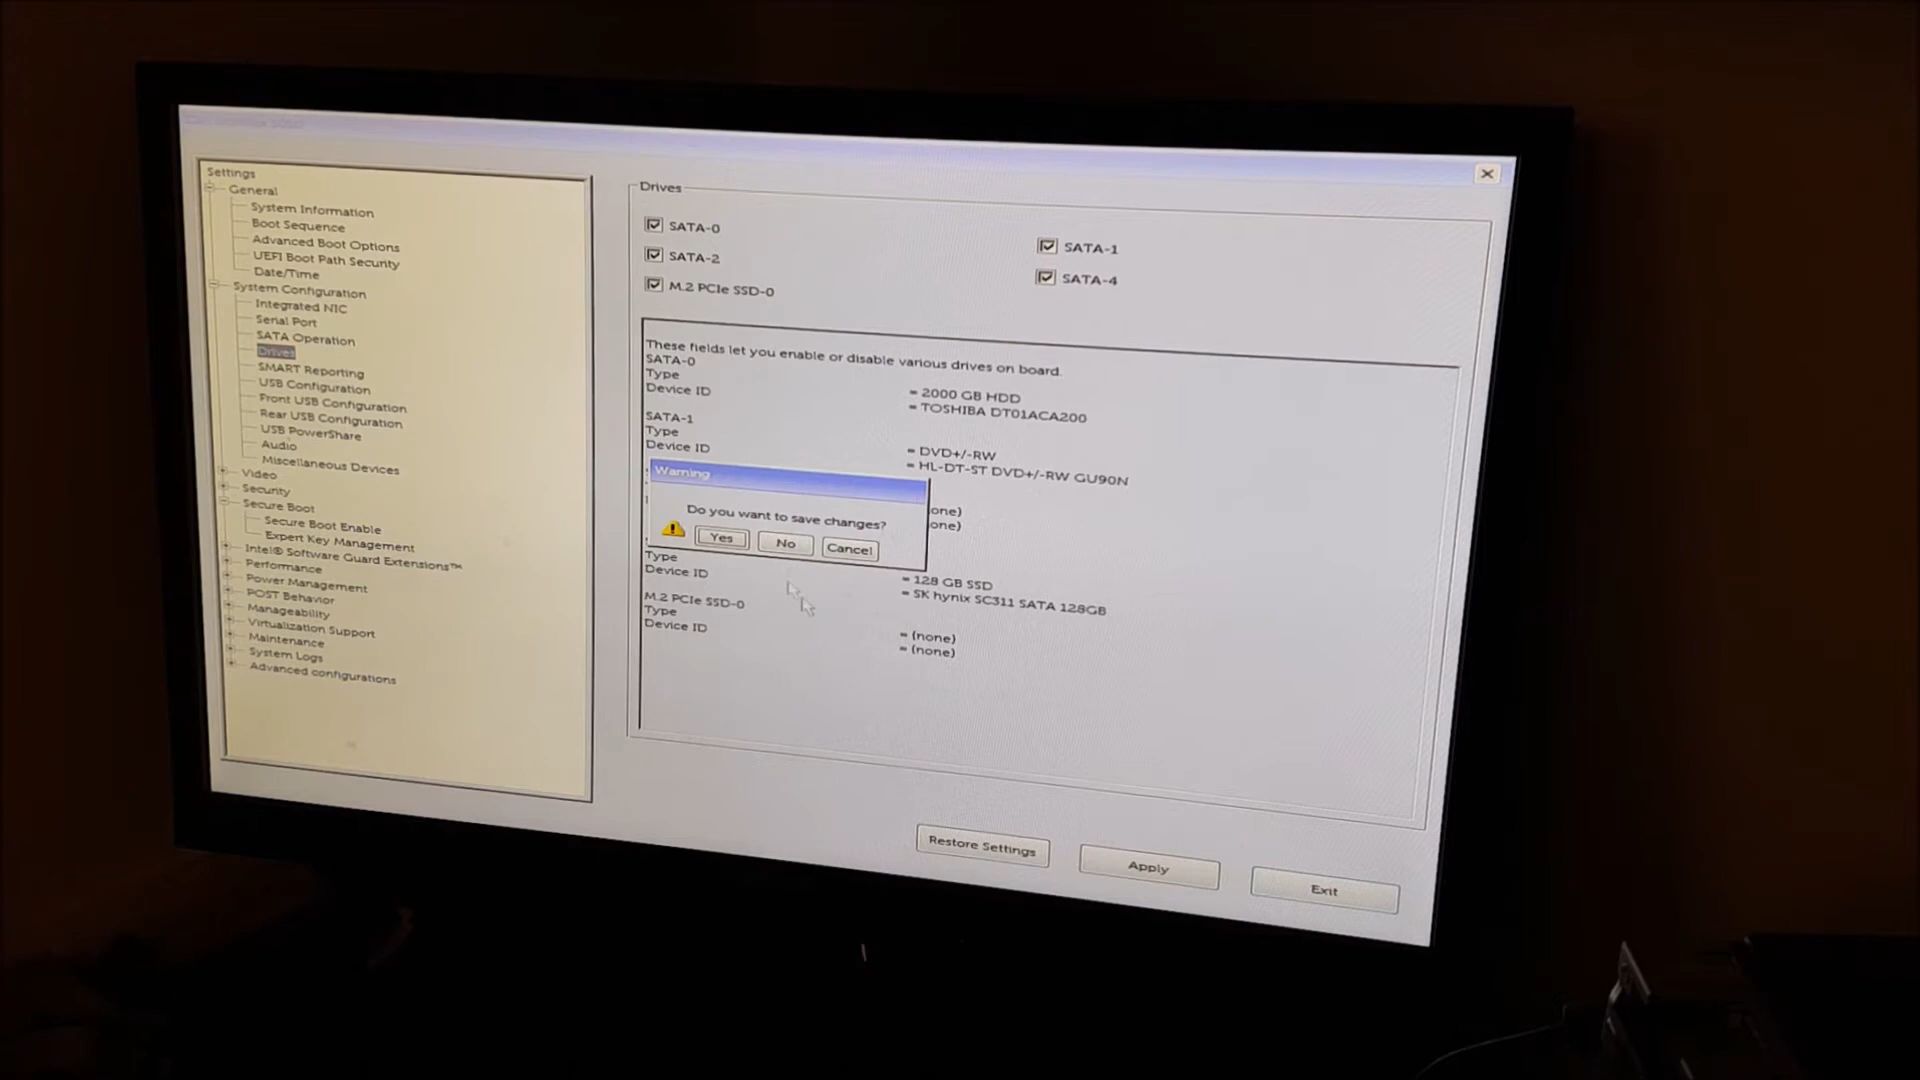 Settings
General
System Information
Boot Sequence
Advanced Boot Options
UEFI Boot Path Security
Date/Time
System Configuration
Integrated NIC
Serial Port
SATA Operation
Drives
SMART Reporting
USB Configuration
Front USB Configuration
Rear USB Configuration
USB PowerShare
Audio
Miscellaneous Devices
Video
Security
Secure Boot
Secure Boot Enable
Expert Key Management
Intel® Software Guard Extensions™
Performance
Power Management
POST Behavior
Manageability
Virtualization Support
Maintenance
System Logs
Advanced configurations
Drives
SATA-0
SATA-1
SATA-2
SATA-4
M.2 PCIe SSD-0
These fields let you enable or disable various drives on board.
SATA-0
Type = 2000 GB HDD
Device ID = TOSHIBA DT01ACA200
SATA-1
Type = DVD+/-RW
Device ID = HL-DT-ST DVD+/-RW GU90N
Warning
Do you want to save changes?
Yes No Cancel
one)
one)
Type = 128 GB SSD
Device ID = SK hynix SC311 SATA 128GB
M.2 PCIe SSD-0
Type = (none)
Device ID = (none)
Restore Settings
Apply
Exit